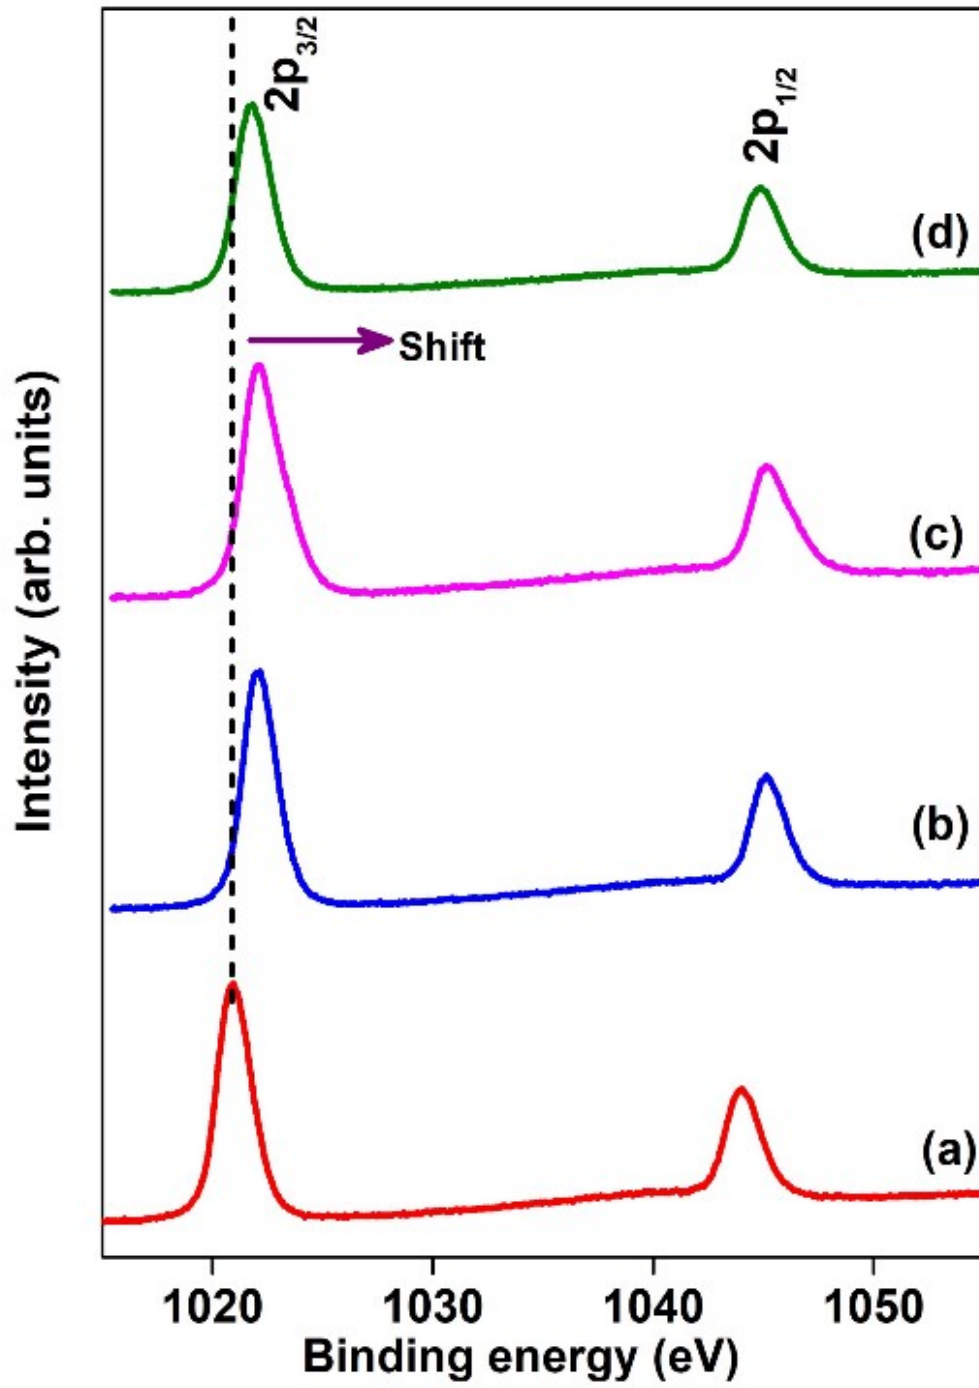 2p3/2
2p1/2
(d)
Shift
(c)
(b)
(a)
Intensity (arb. units)
1020 1030 1040 1050
Binding energy (eV)